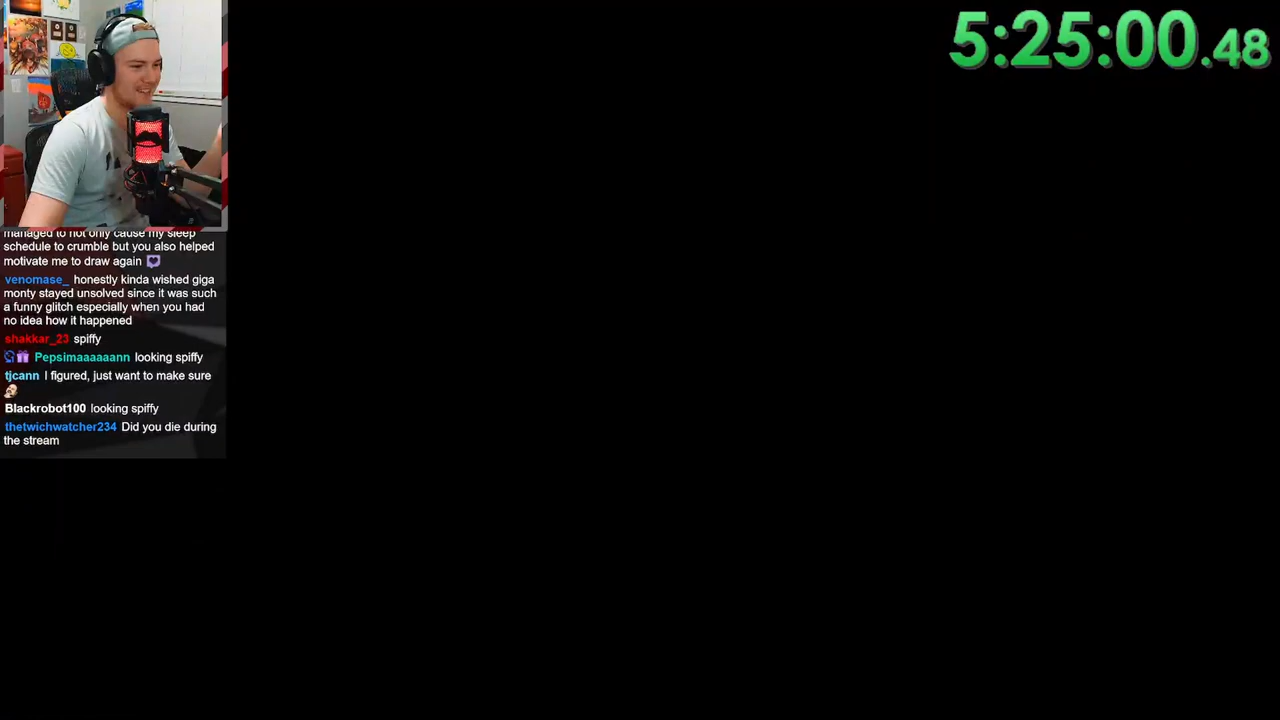 5:25:00.48
managed to not only cause my sleep
schedule to crumble but you also helped
motivate me to draw again
venomase_ honestly kinda wished giga
monty stayed unsolved since it was such
a funny glitch especially when you had
no idea how it happened
shakkar_23 spiffy
Pepsimaaaaaann looking spiffy
tjcann I figured, just want to make sure
Blackrobot100 looking spiffy
thetwichwatcher234 Did you die during
the stream